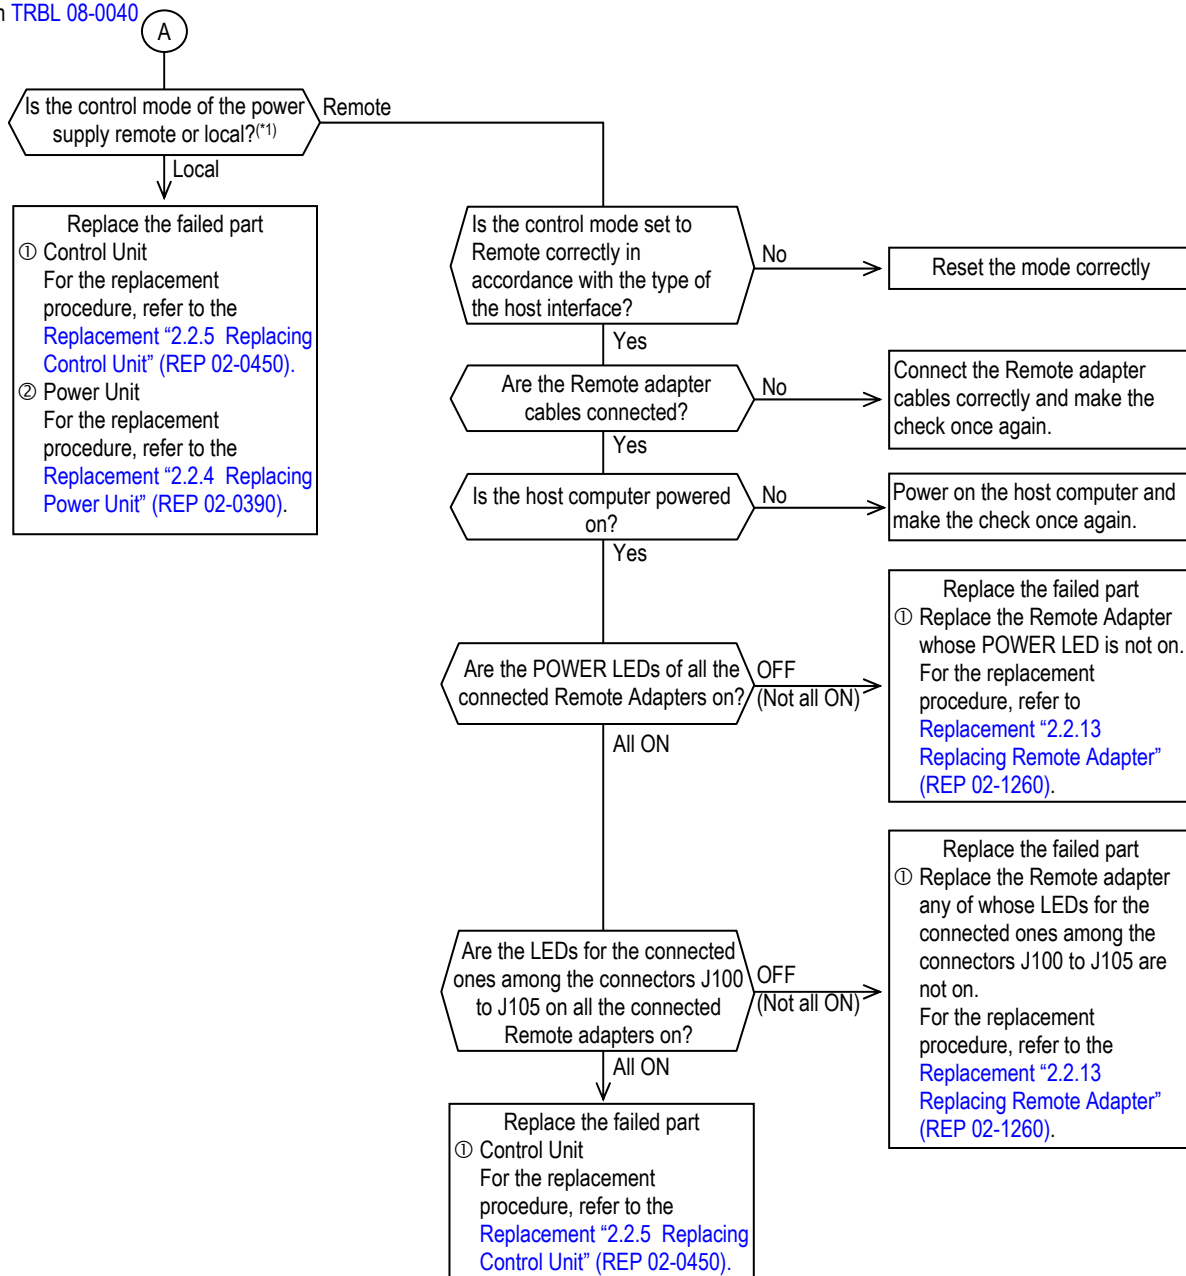 TRBL 08-0040
A
Is the control mode of the power
supply remote or local?(*1)
Remote
Local
Replace the failed part
① Control Unit
For the replacement
procedure, refer to the
Replacement “2.2.5 Replacing
Control Unit” (REP 02-0450).
② Power Unit
For the replacement
procedure, refer to the
Replacement “2.2.4 Replacing
Power Unit” (REP 02-0390).
Is the control mode set to
Remote correctly in
accordance with the type of
the host interface?
No
Reset the mode correctly
Yes
Are the Remote adapter
cables connected?
No
Connect the Remote adapter
cables correctly and make the
check once again.
Yes
Is the host computer powered
on?
No
Power on the host computer and
make the check once again.
Yes
Are the POWER LEDs of all the
connected Remote Adapters on?
OFF
(Not all ON)
Replace the failed part
① Replace the Remote Adapter
whose POWER LED is not on.
For the replacement
procedure, refer to
Replacement “2.2.13
Replacing Remote Adapter”
(REP 02-1260).
All ON
Are the LEDs for the connected
ones among the connectors J100
to J105 on all the connected
Remote adapters on?
OFF
(Not all ON)
Replace the failed part
① Replace the Remote adapter
any of whose LEDs for the
connected ones among the
connectors J100 to J105 are
not on.
For the replacement
procedure, refer to the
Replacement “2.2.13
Replacing Remote Adapter”
(REP 02-1260).
All ON
Replace the failed part
① Control Unit
For the replacement
procedure, refer to the
Replacement “2.2.5 Replacing
Control Unit” (REP 02-0450).